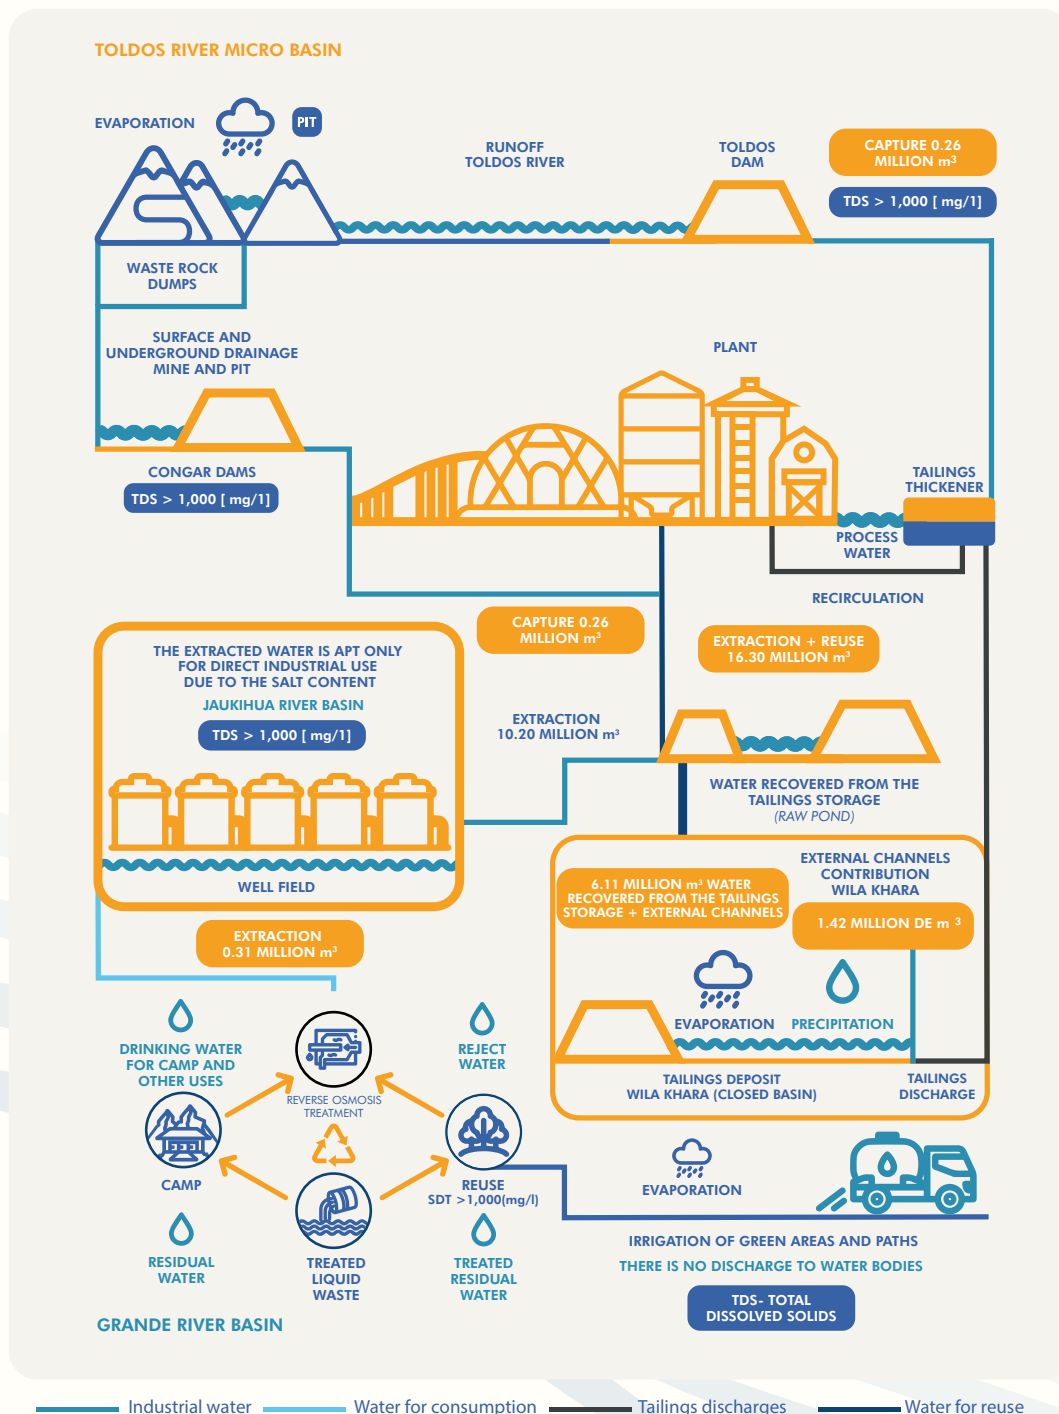 TOLDOS RIVER MICRO BASIN
EVAPORATION
PIT
RUNOFF
TOLDOS RIVER
TOLDOS
DAM
CAPTURE 0.26
MILLION m³
TDS > 1,000 [ mg/1]
WASTE ROCK
DUMPS
SURFACE AND
UNDERGROUND DRAINAGE
MINE AND PIT
PLANT
CONGAR DAMS
TDS > 1,000 [ mg/1]
TAILINGS
THICKENER
PROCESS
WATER
RECIRCULATION
CAPTURE 0.26
MILLION m³
EXTRACTION + REUSE
16.30 MILLION m³
THE EXTRACTED WATER IS APT ONLY
FOR DIRECT INDUSTRIAL USE
DUE TO THE SALT CONTENT
JAUKIHUA RIVER BASIN
TDS > 1,000 [ mg/1]
EXTRACTION
10.20 MILLION m³
WATER RECOVERED FROM THE
TAILINGS STORAGE
(RAW POND)
WELL FIELD
EXTERNAL CHANNELS
CONTRIBUTION
WILA KHARA
6.11 MILLION m³ WATER
RECOVERED FROM THE TAILINGS
STORAGE + EXTERNAL CHANNELS
1.42 MILLION DE m ³
EXTRACTION
0.31 MILLION m³
EVAPORATION
PRECIPITATION
DRINKING WATER
FOR CAMP AND
OTHER USES
REJECT
WATER
TAILINGS DEPOSIT
WILA KHARA (CLOSED BASIN)
TAILINGS
DISCHARGE
REVERSE OSMOSIS
TREATMENT
CAMP
REUSE
SDT >1,000(mg/l)
EVAPORATION
RESIDUAL
WATER
TREATED
LIQUID
WASTE
TREATED
RESIDUAL
WATER
IRRIGATION OF GREEN AREAS AND PATHS
THERE IS NO DISCHARGE TO WATER BODIES
TDS- TOTAL
DISSOLVED SOLIDS
GRANDE RIVER BASIN
Industrial water
Water for consumption
Tailings discharges
Water for reuse